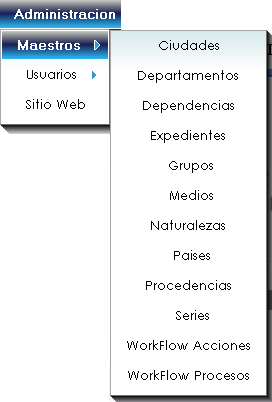 Administracion
Maestros
Usuarios
Sitio Web
Ciudades
Departamentos
Dependencias
Expedientes
Grupos
Medios
Naturalezas
Paises
Procedencias
Series
WorkFlow Acciones
WorkFlow Procesos